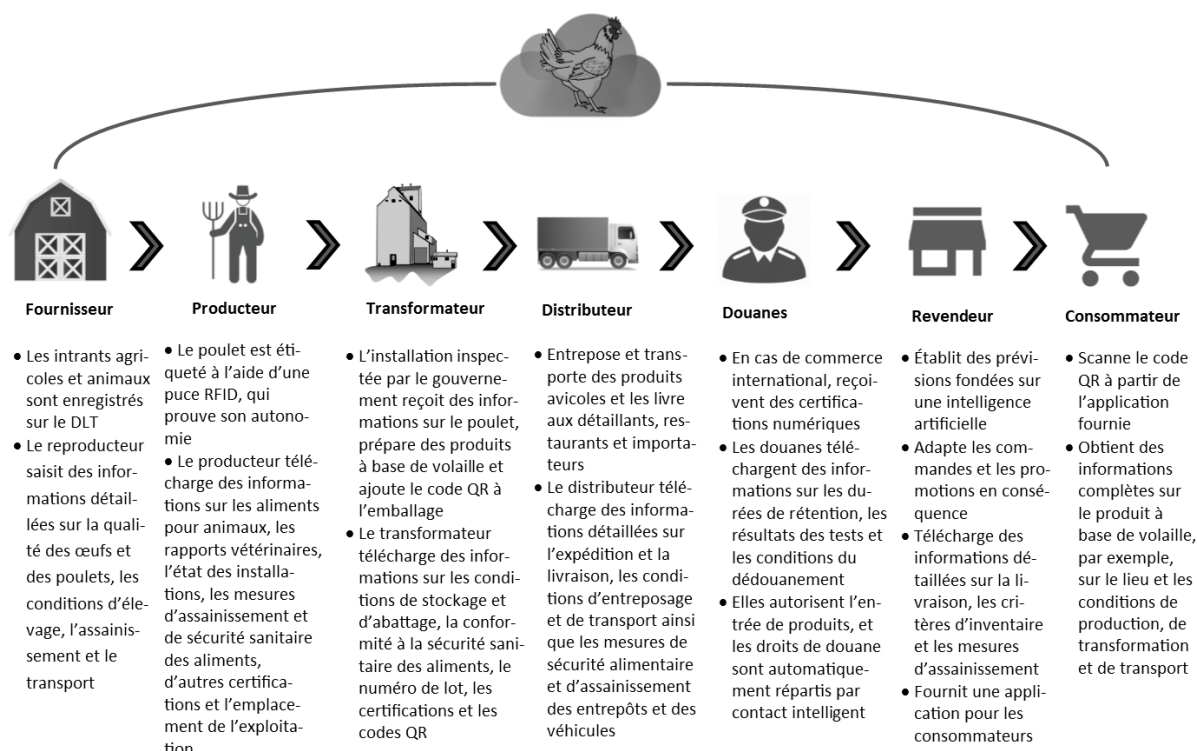 Fournisseur
• Les intrants agri-
coles et animaux
sont enregistrés
sur le DLT
• Le reproducteur
saisit des infor-
mations détail-
lées sur la quali-
té des œufs et
des poulets, les
conditions d’éle-
vage, l’assainis-
sement et le
transport
Producteur
• Le poulet est éti-
queté à l’aide d’une
puce RFID, qui
prouve son autono-
mie
• Le producteur télé-
charge des informa-
tions sur les aliments
pour animaux, les
rapports vétérinaires,
l’état des installa-
tions, les mesures
d’assainissement et
de sécurité sanitaire
des aliments,
d’autres certifica-
tions et l’emplace-
ment de l’exploita-
tion
Transformateur
• L’installation inspec-
tée par le gouverne-
ment reçoit des infor-
mations sur le poulet,
prépare des produits
à base de volaille et
ajoute le code QR à
l’emballage
• Le transformateur
télécharge des infor-
mations sur les condi-
tions de stockage et
d’abattage, la confor-
mité à la sécurité sani-
taire des aliments, le
numéro de lot, les
certifications et les
codes QR
Distributeur
• Entrepose et trans-
porte des produits
avicoles et les livre
aux détaillants, res-
taurants et importa-
teurs
• Le distributeur télé-
charge des informa-
tions détaillées sur
l’expédition et la
livraison, les condi-
tions d’entreposage
et de transport ainsi
que les mesures de
sécurité alimentaire
et d’assainissement
des entrepôts et des
véhicules
Douanes
• En cas de commerce
international, reçoi-
vent des certifica-
tions numériques
• Les douanes télé-
chargent des infor-
mations sur les du-
rées de rétention, les
résultats des tests et
les conditions du
dédouanement
• Elles autorisent l’en-
trée de produits, et
les droits de douane
sont automatique-
ment répartis par
contact intelligent
Revendeur
• Établit des prévi-
sions fondées sur
une intelligence
artificielle
• Adapte les com-
mandes et les pro-
motions en consé-
quence
• Télécharge des
informations dé-
taillées sur la li-
vraison, les cri-
tères d’inventaire
et les mesures
d’assainissement
• Fournit une appli-
cation pour les
consommateurs
Consommateur
• Scanne le code
QR à partir de
l’application
fournie
• Obtient des
informations
complètes sur
le produit à
base de volaille,
par exemple,
sur le lieu et les
conditions de
production, de
transformation
et de transport